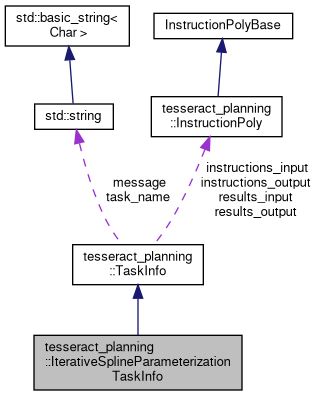 std::basic_string<
Char >
InstructionPolyBase
std::string
tesseract_planning
::InstructionPoly
message
task_name
instructions_input
instructions_output
results_input
results_output
tesseract_planning
::TaskInfo
tesseract_planning
::IterativeSplineParameterization
TaskInfo